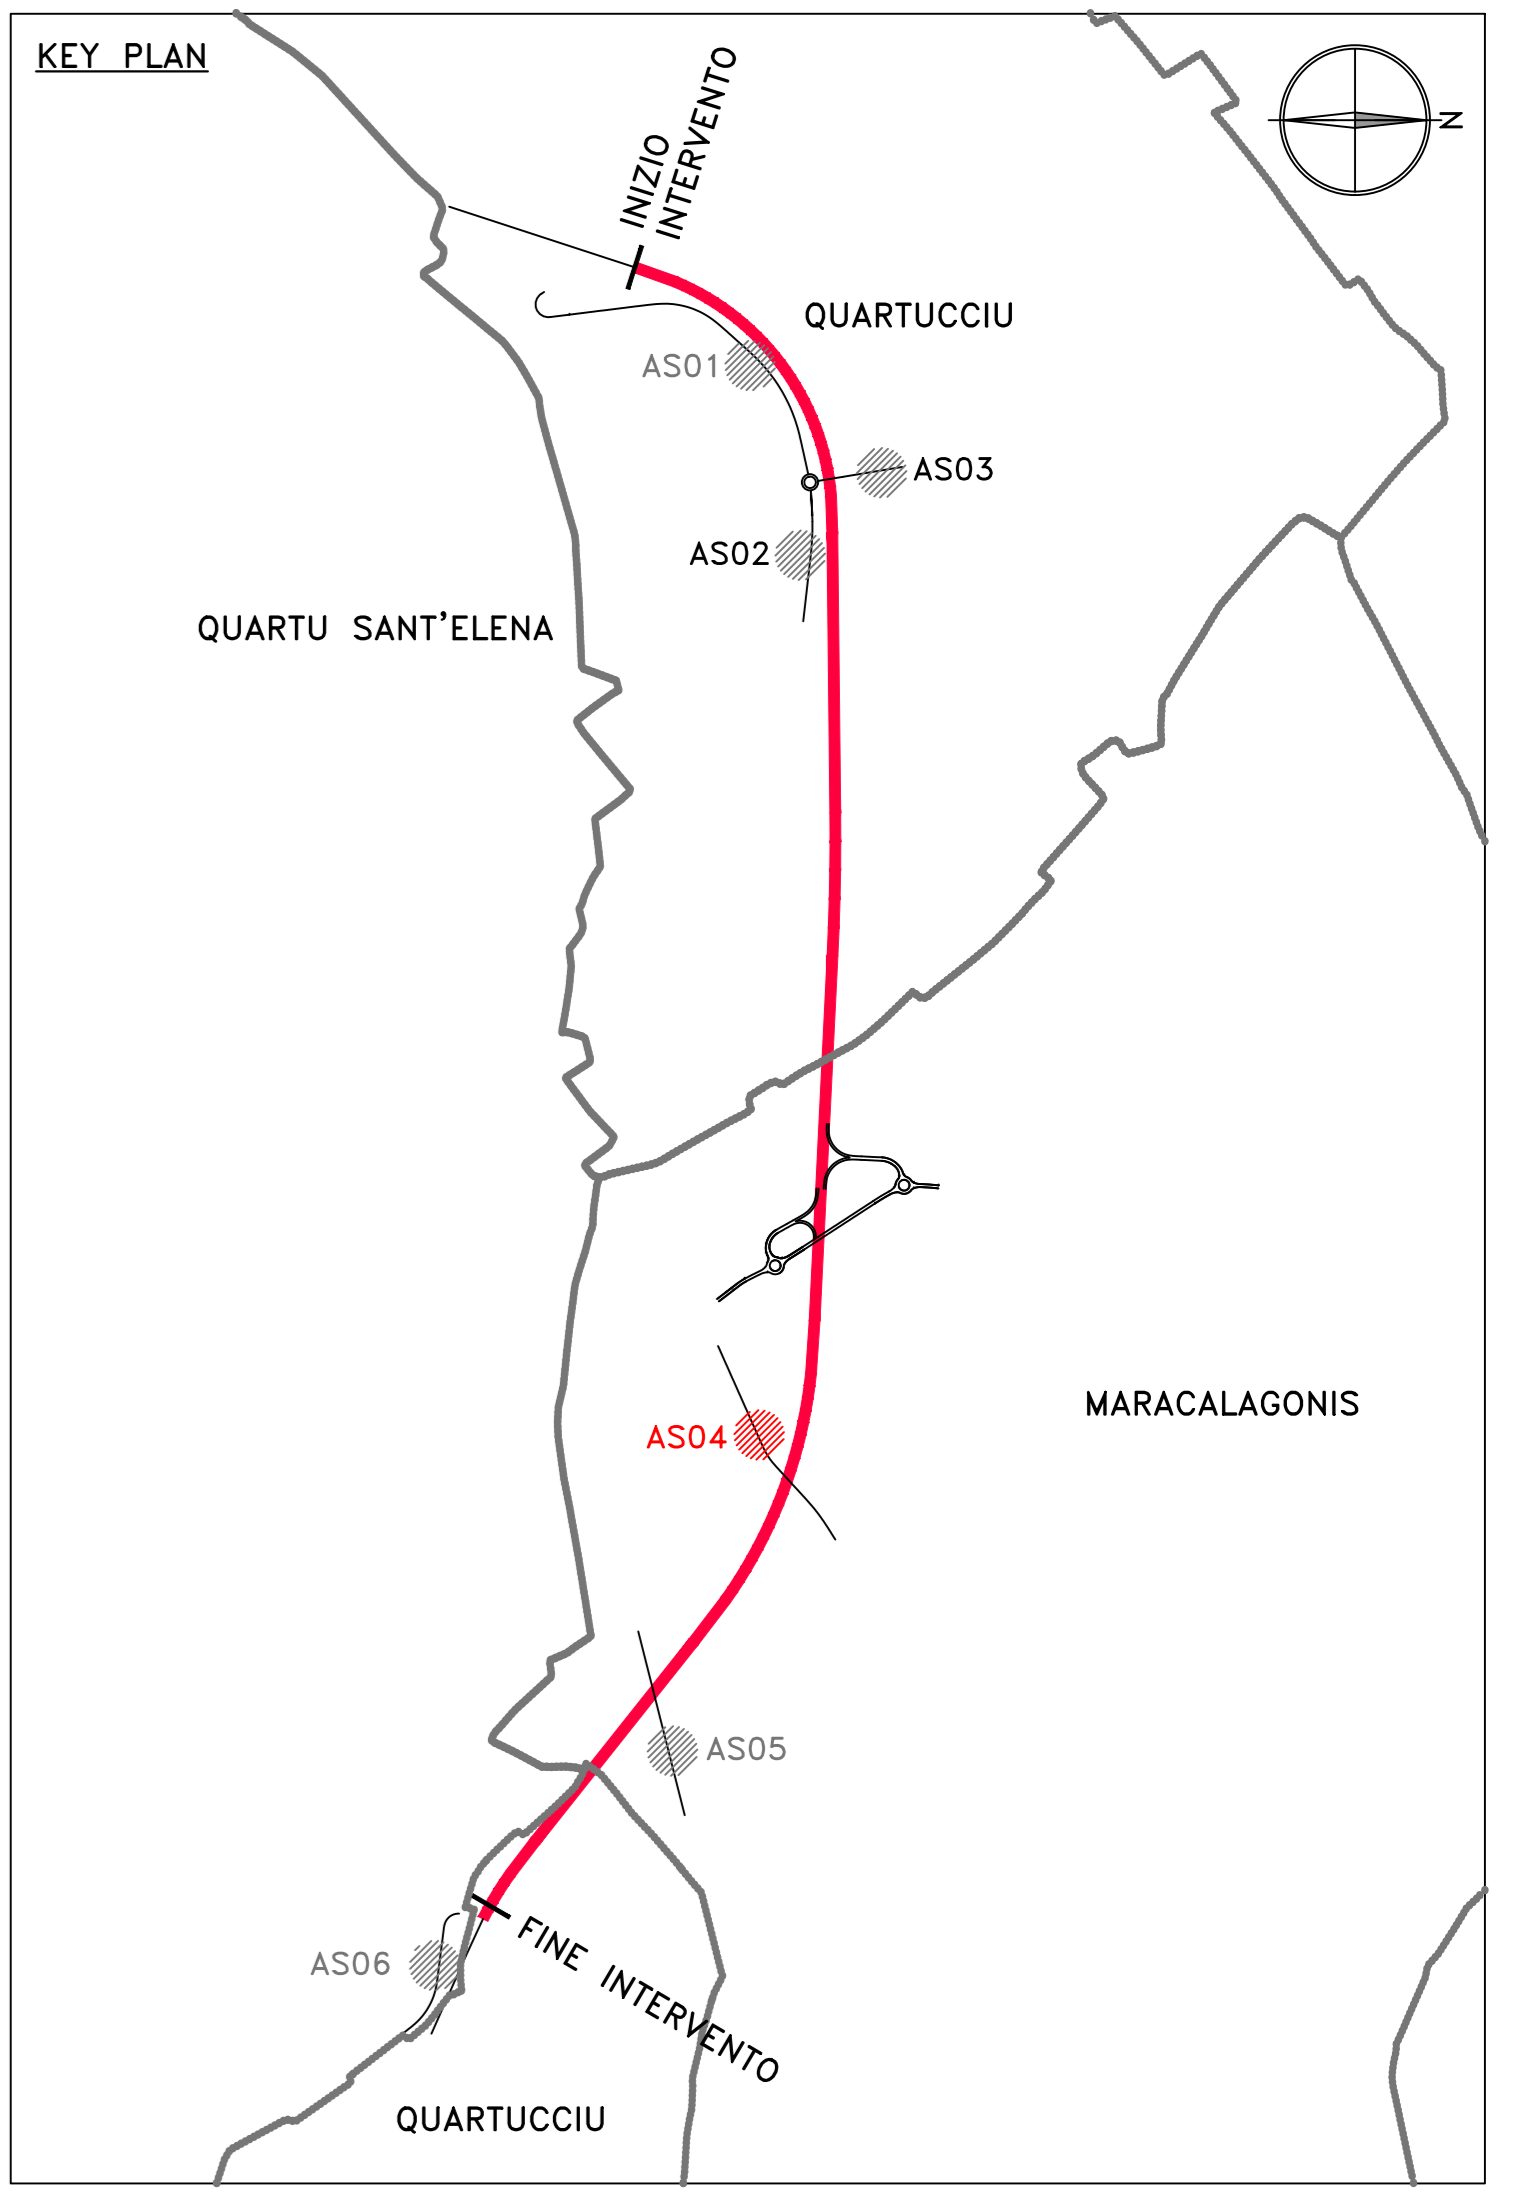 KEY PLAN
N
INIZIO
INTERVENTO
QUARTUCCIU
AS01
AS03
AS02
QUARTU SANT'ELENA
MARACALAGONIS
AS04
AS05
FINE INTERVENTO
AS06
QUARTUCCIU